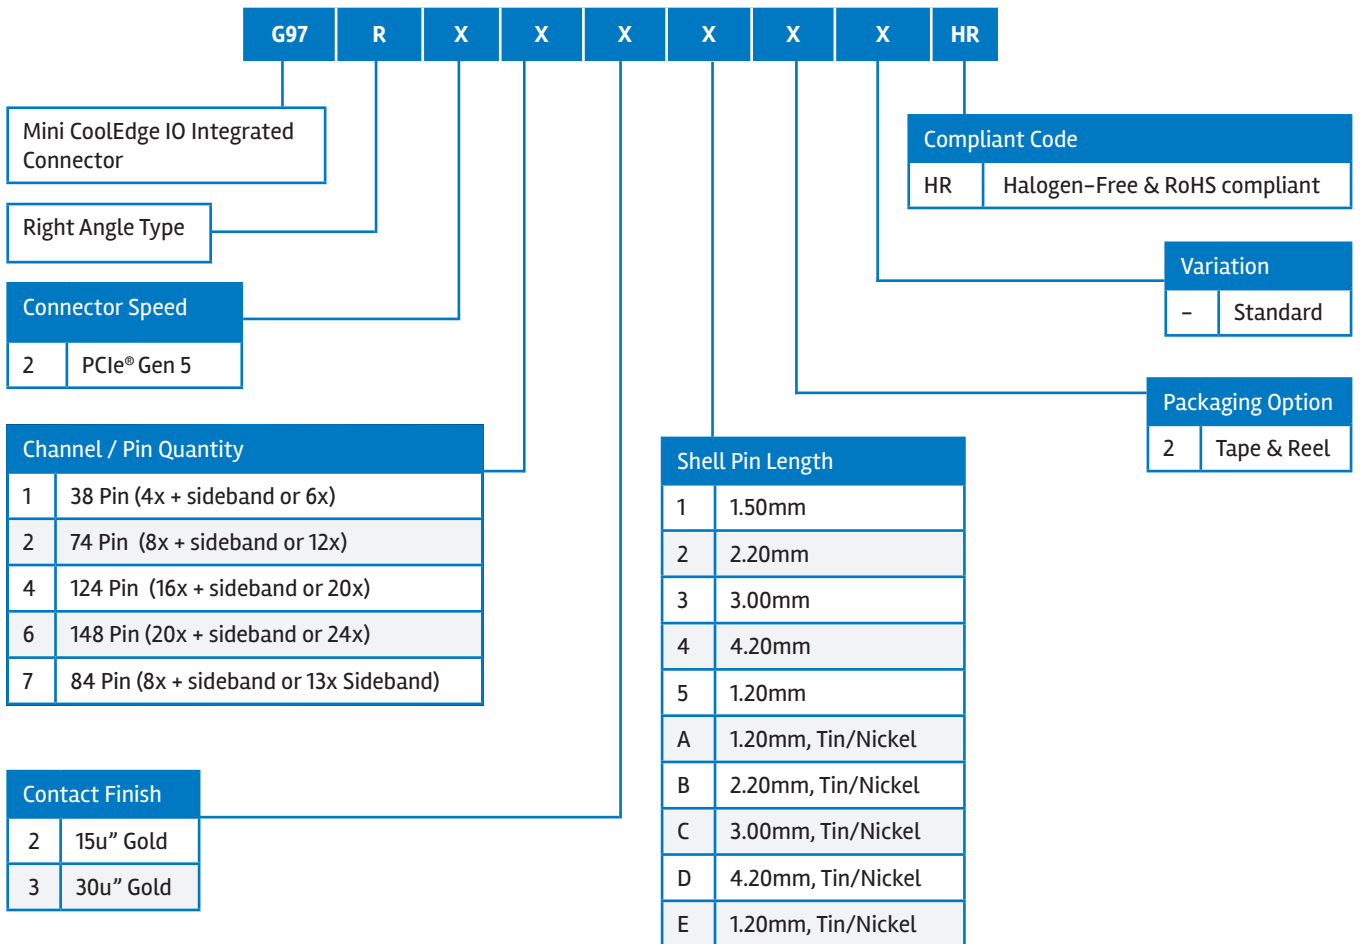 G97 R X X X X X X HR
Mini CoolEdge IO Integrated
Connector
Right Angle Type
Connector Speed
2 PCIe® Gen 5
Channel / Pin Quantity
1 38 Pin (4x + sideband or 6x)
2 74 Pin (8x + sideband or 12x)
4 124 Pin (16x + sideband or 20x)
6 148 Pin (20x + sideband or 24x)
7 84 Pin (8x + sideband or 13x Sideband)
Contact Finish
2 15u” Gold
3 30u” Gold
Shell Pin Length
1 1.50mm
2 2.20mm
3 3.00mm
4 4.20mm
5 1.20mm
A 1.20mm, Tin/Nickel
B 2.20mm, Tin/Nickel
C 3.00mm, Tin/Nickel
D 4.20mm, Tin/Nickel
E 1.20mm, Tin/Nickel
Packaging Option
2 Tape & Reel
Variation
– Standard
Compliant Code
HR Halogen–Free & RoHS compliant